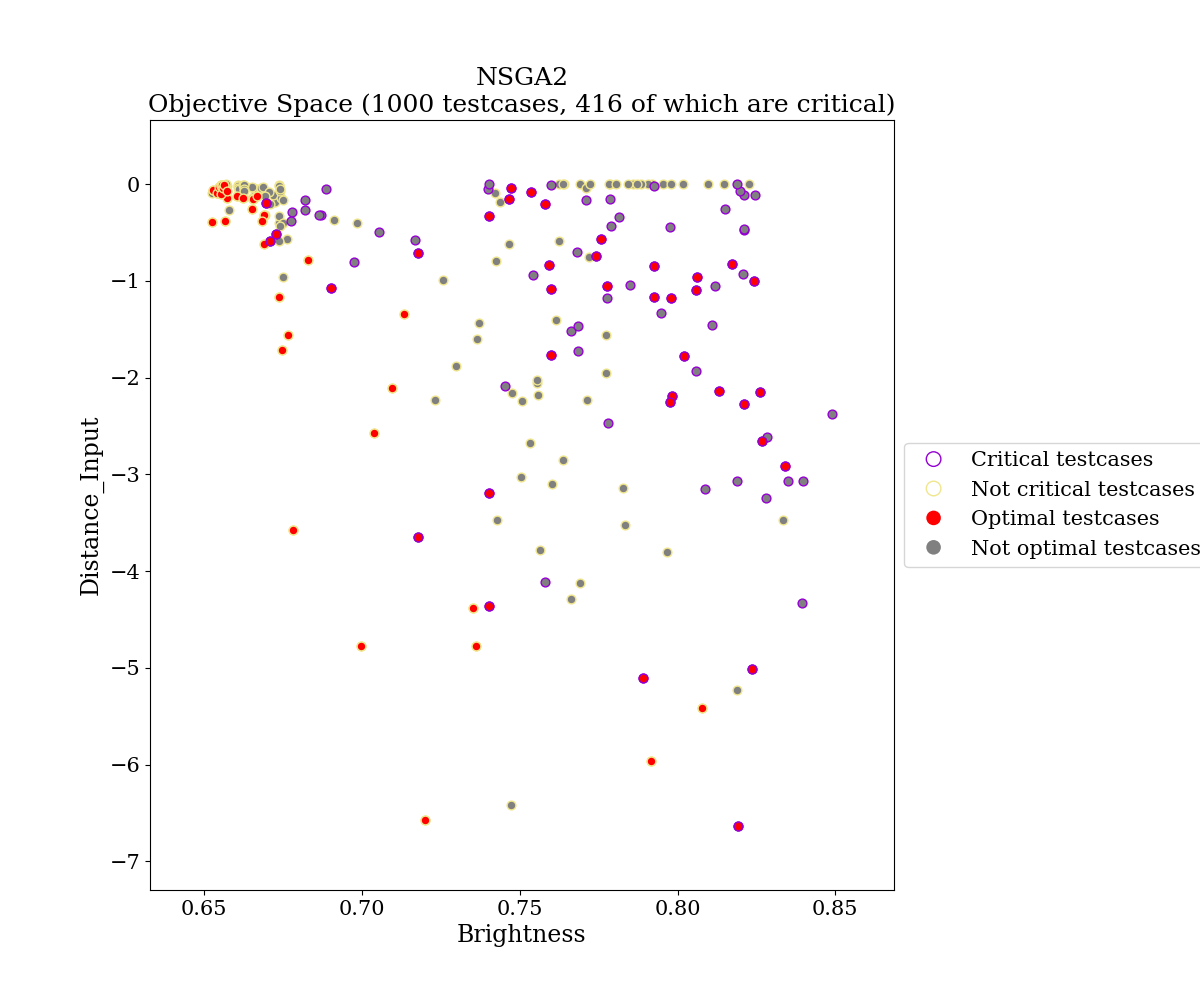 NSGA2
Objective Space (1000 testcases, 416 of which are critical)
0
−1
−2
−3
−4
−5
−6
−7
Distance_Input
0.65 0.70 0.75 0.80 0.85
Brightness
Critical testcases
Not critical testcases
Optimal testcases
Not optimal testcases